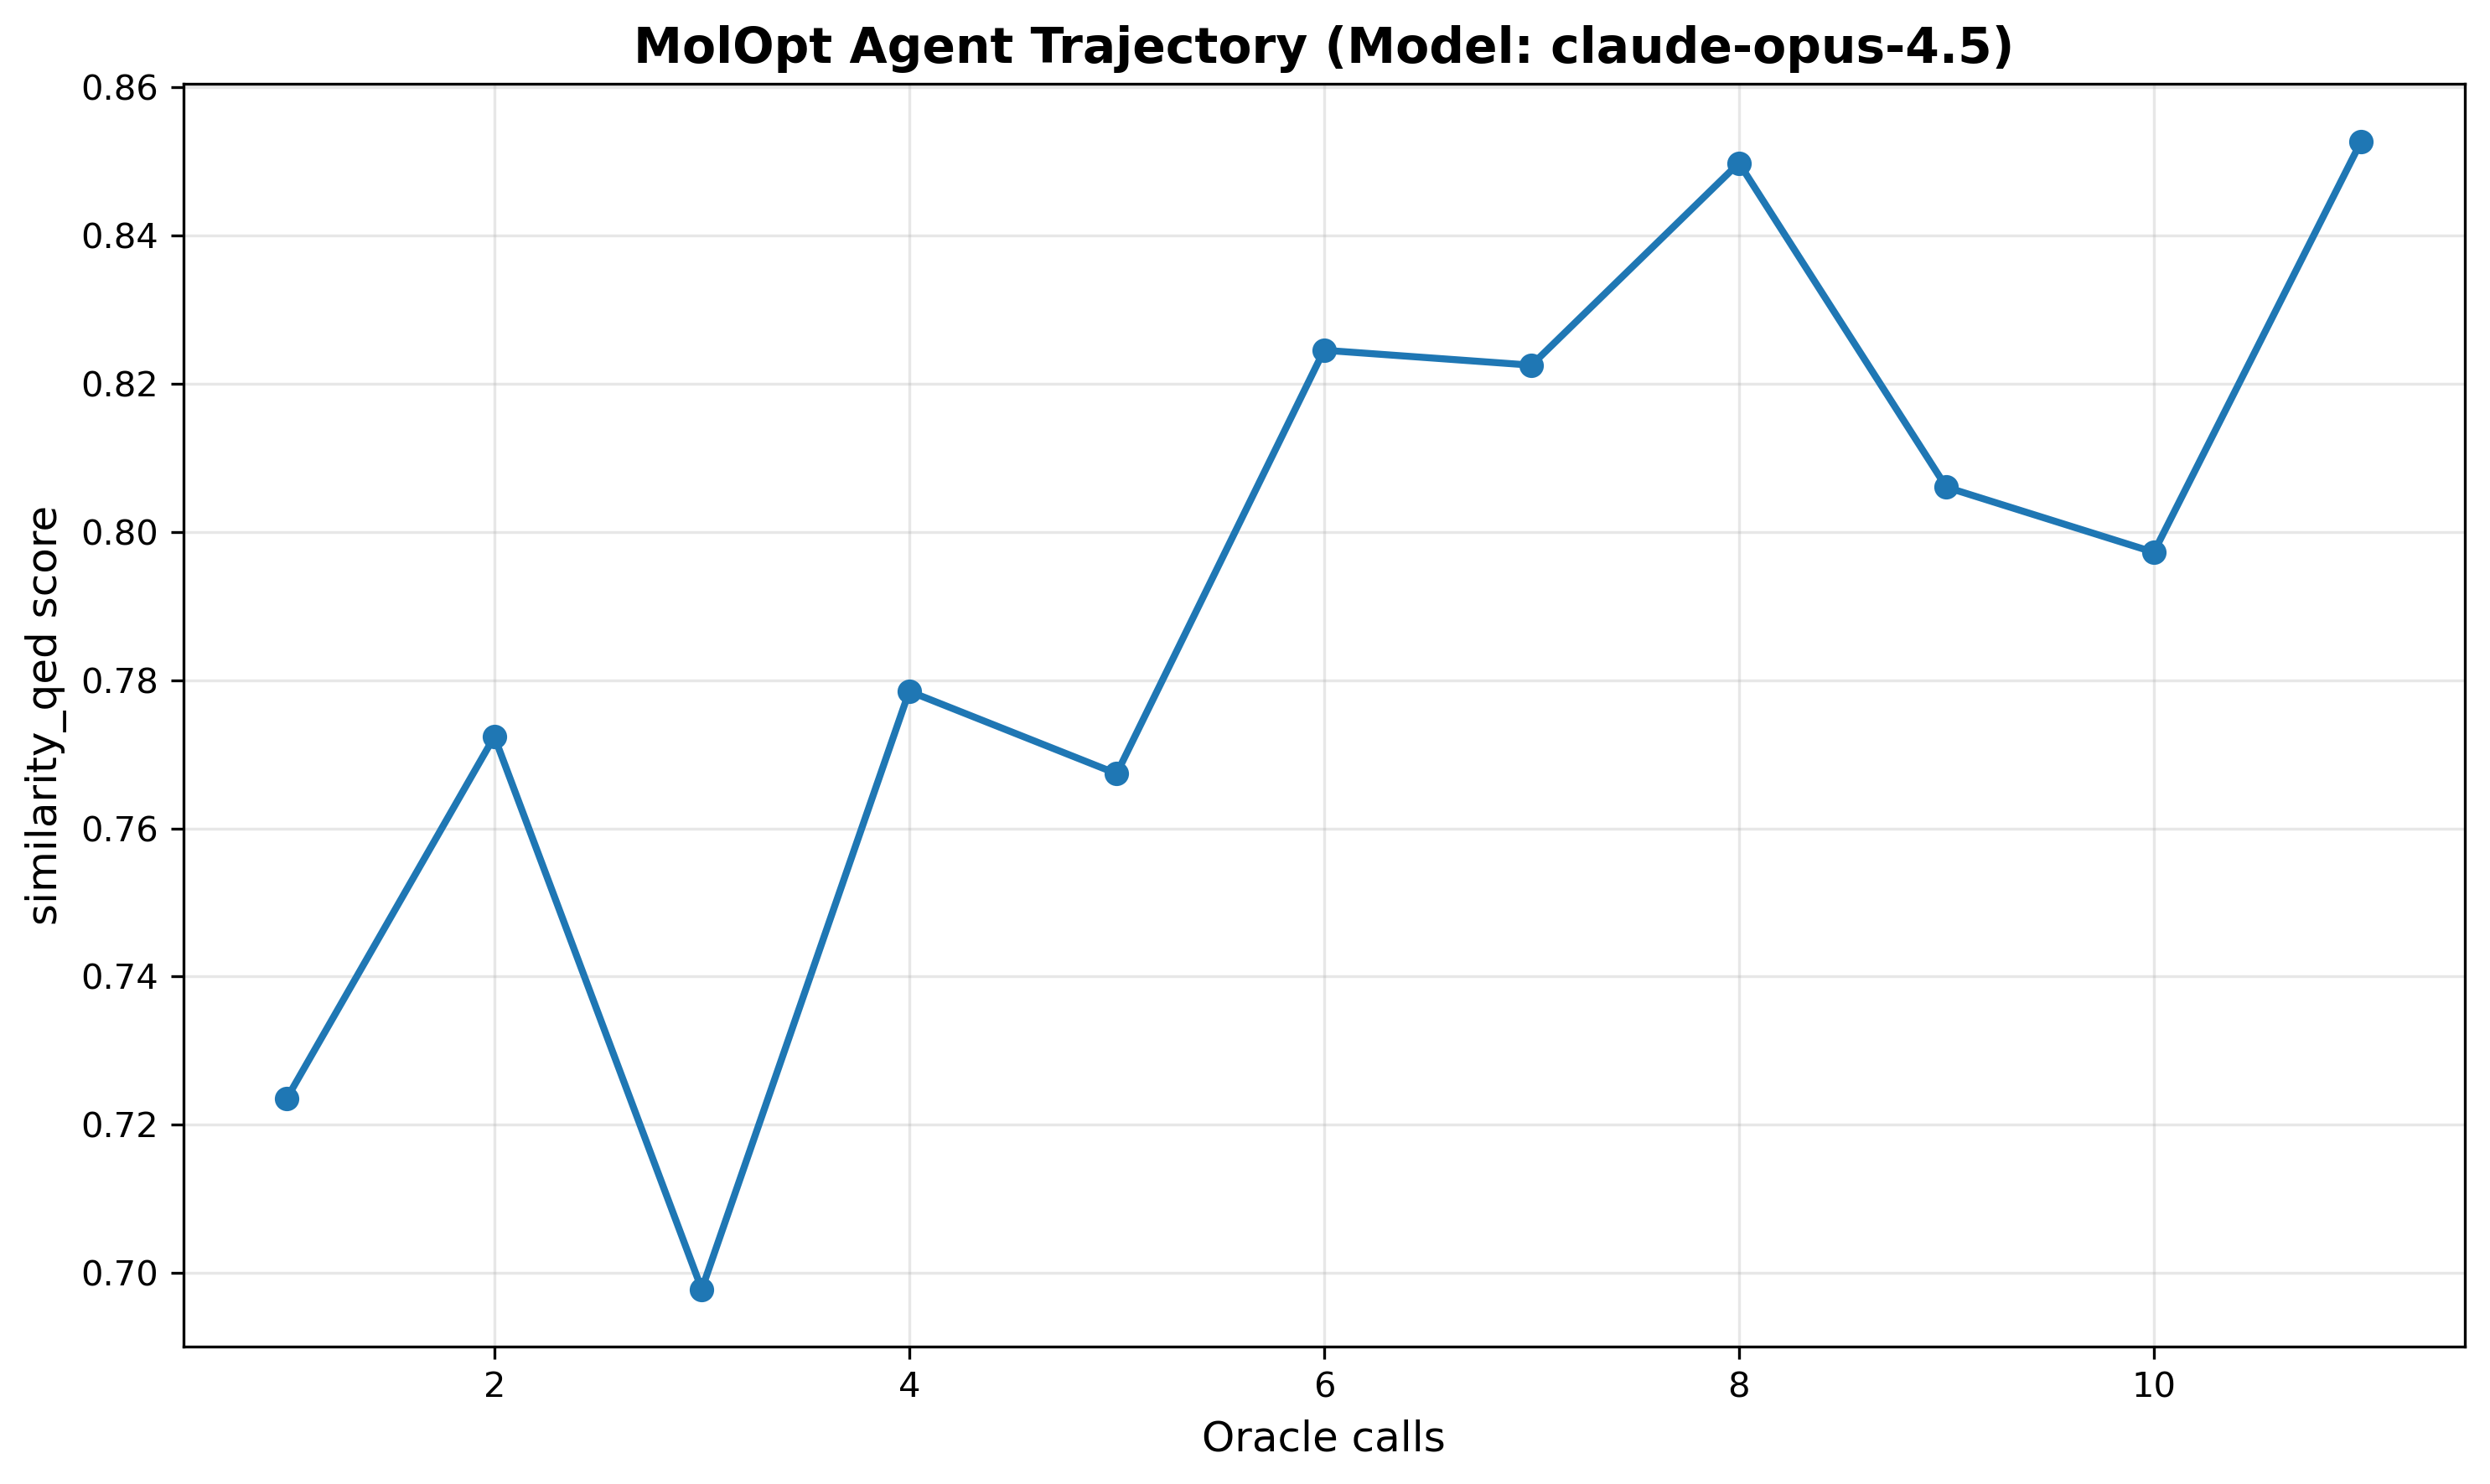 MolOpt Agent Trajectory (Model: claude-opus-4.5)
similarity_qed score
0.86
0.84
0.82
0.80
0.78
0.76
0.74
0.72
0.70
2 4 6 8 10
Oracle calls